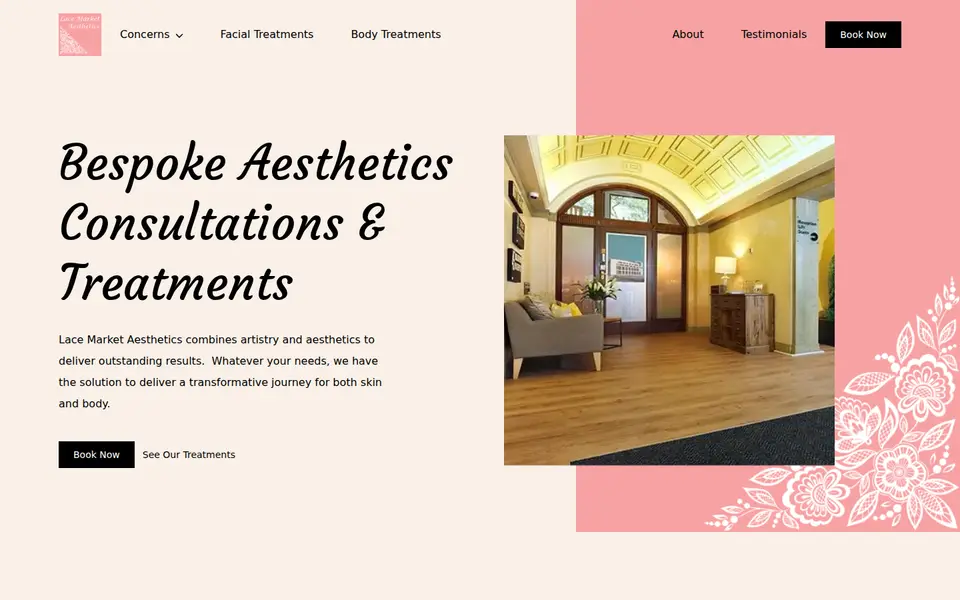 Lace Market
Aesthetics
Concerns
Facial Treatments
Body Treatments
About
Testimonials
Book Now
Bespoke Aesthetics
Consultations &
Treatments
Lace Market Aesthetics combines artistry and aesthetics to
deliver outstanding results.  Whatever your needs, we have
the solution to deliver a transformative journey for both skin
and body.
Book Now
See Our Treatments